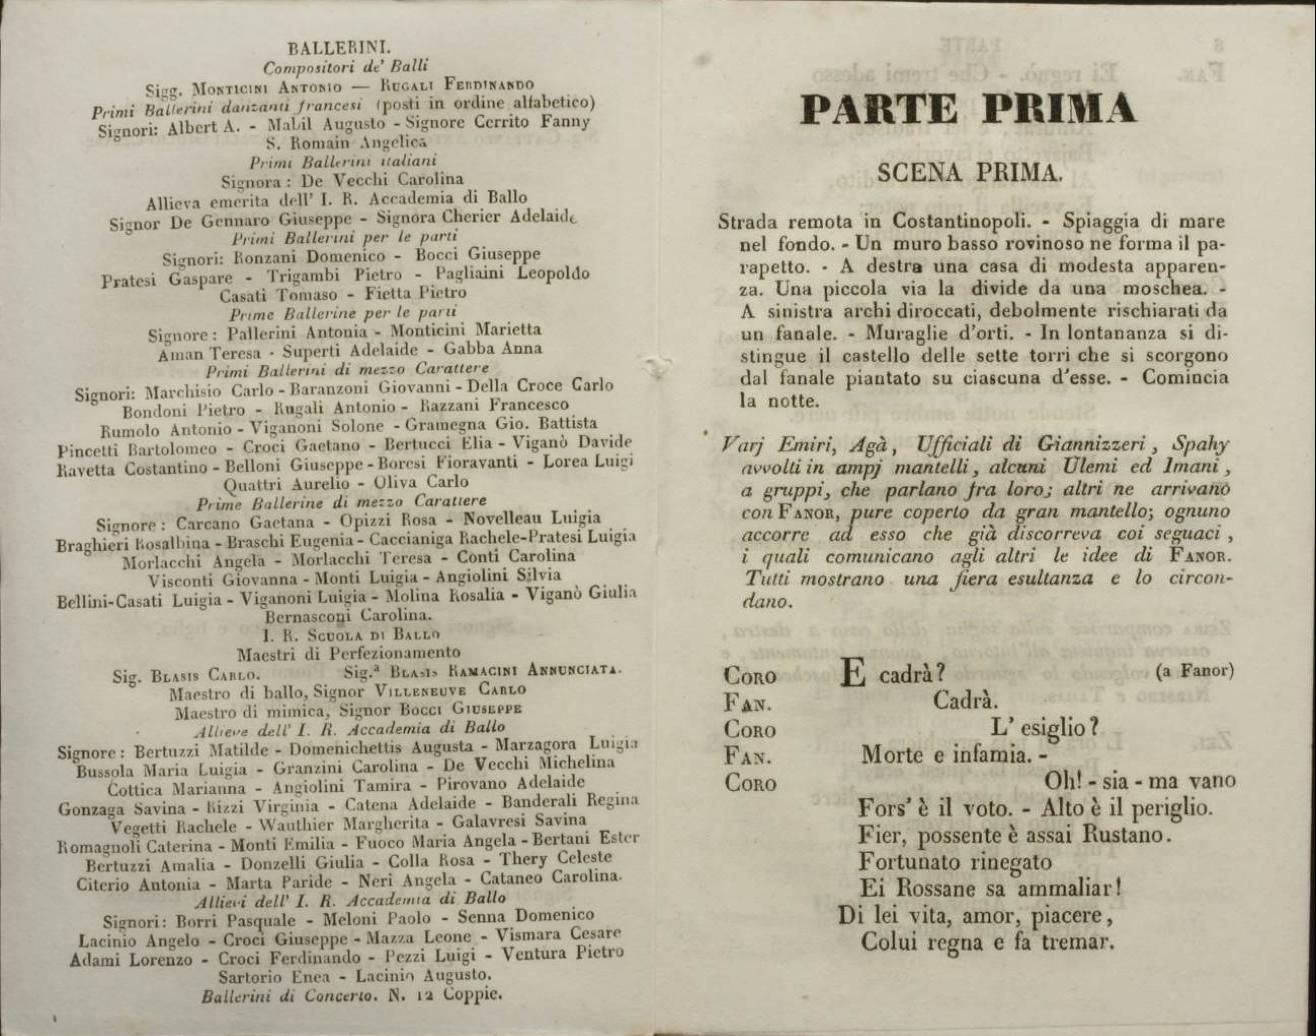 BALLERINI.
Compositori de' Balli
Sigg. MONTICINI ANTONIO — RUGALI FERDINANDO
Primi Ballerini danzanti francesi (posti in ordine alfabetico)
Signori: Albert A. - Mabil Augusto - Signore Cerrito Fanny
S. Romain Angelica
Primi Ballerini italiani
Signora : De Vecchi Carolina
Allieva emerita dell' I. R. Accademia di Ballo
Signor De Gennaro Giuseppe - Signora Cherier Adelaide
Primi Ballerini per le parti
Signori: Ronzani Domenico - Bocci Giuseppe
Pratesi Gaspare - Trigambi Pietro - Pagliaini Leopoldo
Casati Tomaso - Fietta Pietro
Prime Ballerine per le parti
Signore : Pallerini Antonia - Monticini Marietta
Aman Teresa - Superti Adelaide - Gabba Anna
Primi Ballerini di mezzo Carattere
Signori: Marchisio Carlo - Baranzoni Giovanni - Della Croce Carlo
Bondoni Pietro - Rugali Antonio - Razzani Francesco
Rumolo Antonio - Viganoni Solone - Gramegna Gio. Battista
Pincetti Bartolomeo - Croci Gaetano - Bertucci Elia - Viganò Davide
Ravetta Costantino - Belloni Giuseppe - Boresi Fioravanti - Lorea Luigi
Quattri Aurelio - Oliva Carlo
Prime Ballerine di mezzo Carattere
Signore : Carcano Gaetana - Opizzi Rosa - Novelleau Luigia
Braghieri Rosalbina - Braschi Eugenia - Caccianiga Rachele-Pratesi Luigia
Morlacchi Angela - Morlacchi Teresa - Conti Carolina
Visconti Giovanna - Monti Luigia - Angiolini Silvia
Bellini-Casati Luigia - Viganoni Luigia - Molina Rosalia - Viganò Giulia
Bernasconi Carolina.
I. R. SCUOLA DI BALLO
Maestri di Perfezionamento
Sig. BLASIS CARLO. Sig.ª BLASIS RAMACINI ANNUNCIATA.
Maestro di ballo, Signor VILLENEUVE CARLO
Maestro di mimica, Signor BOCCI GIUSEPPE
Allieve dell' I. R. Accademia di Ballo
Signore : Bertuzzi Matilde - Domenichettis Augusta - Marzagora Luigia
Bussola Maria Luigia - Granzini Carolina - De Vecchi Michelina
Cottica Marianna - Angiolini Tamira - Pirovano Adelaide
Gonzaga Savina - Rizzi Virginia - Catena Adelaide - Banderali Regina
Vegetti Rachele - Wauthier Margherita - Galavresi Savina
Romagnoli Caterina - Monti Emilia - Fuoco Maria Angela - Bertani Ester
Bertuzzi Amalia - Donzelli Giulia - Colla Rosa - Thery Celeste
Citerio Antonia - Marta Paride - Neri Angela - Cataneo Carolina.
Allievi dell' I. R. Accademia di Ballo
Signori: Borri Pasquale - Meloni Paolo - Senna Domenico
Lacinio Angelo - Croci Giuseppe - Mazza Leone - Vismara Cesare
Adami Lorenzo - Croci Ferdinando - Pezzi Luigi - Ventura Pietro
Sartorio Enea - Lacinio Augusto.
Ballerini di Concerto. N. 12 Coppie.
PARTE PRIMA
SCENA PRIMA.
Strada remota in Costantinopoli. - Spiaggia di mare
nel fondo. - Un muro basso rovinoso ne forma il pa-
rapetto. - A destra una casa di modesta apparen-
za. Una piccola via la divide da una moschea. -
A sinistra archi diroccati, debolmente rischiarati da
un fanale. - Muraglie d'orti. - In lontananza si di-
stingue il castello delle sette torri che si scorgono
dal fanale piantato su ciascuna d'esse. - Comincia
la notte.
Varj Emiri, Agà, Ufficiali di Giannizzeri, Spahy
avvolti in ampj mantelli, alcuni Ulemi ed Imani,
a gruppi, che parlano fra loro; altri ne arrivano
con FANOR, pure coperto da gran mantello; ognuno
accorre ad esso che già discorreva coi seguaci,
i quali comunicano agli altri le idee di FANOR.
Tutti mostrano una fiera esultanza e lo circon-
dano.
CORO E cadrà? (a Fanor)
FAN. Cadrà.
CORO L' esiglio?
FAN. Morte e infamia. -
CORO Oh! - sia - ma vano
Fors' è il voto. - Alto è il periglio.
Fier, possente è assai Rustano.
Fortunato rinegato
Ei Rossane sa ammaliar!
Di lei vita, amor, piacere,
Colui regna e fa tremar.